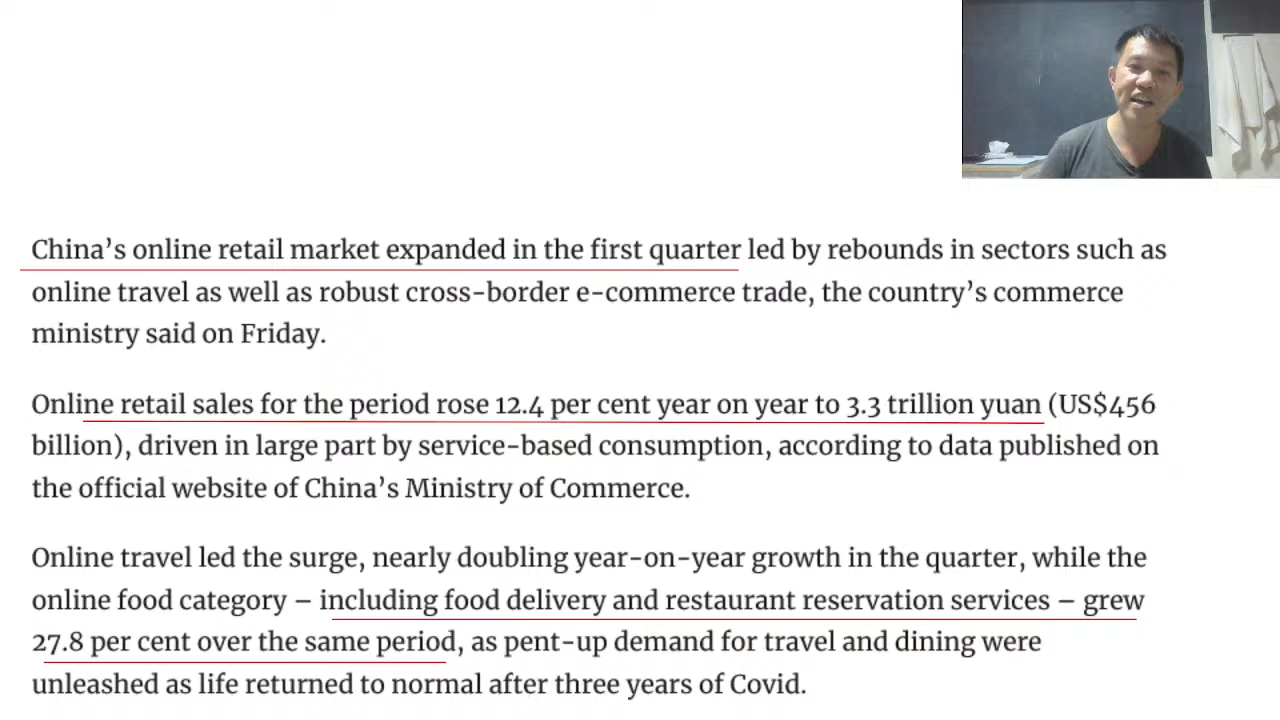 China’s online retail market expanded in the first quarter led by rebounds in sectors such as
online travel as well as robust cross-border e-commerce trade, the country’s commerce
ministry said on Friday.
Online retail sales for the period rose 12.4 per cent year on year to 3.3 trillion yuan (US$456
billion), driven in large part by service-based consumption, according to data published on
the official website of China’s Ministry of Commerce.
Online travel led the surge, nearly doubling year-on-year growth in the quarter, while the
online food category – including food delivery and restaurant reservation services – grew
27.8 per cent over the same period, as pent-up demand for travel and dining were
unleashed as life returned to normal after three years of Covid.